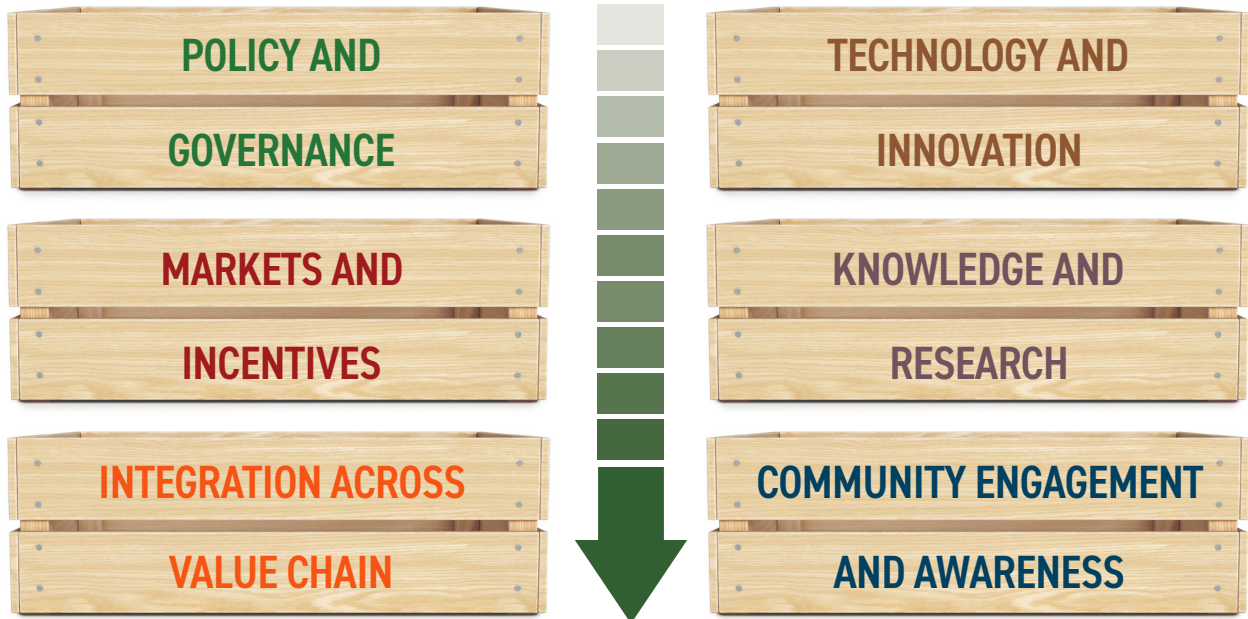 POLICY AND
GOVERNANCE
TECHNOLOGY AND
INNOVATION
MARKETS AND
INCENTIVES
KNOWLEDGE AND
RESEARCH
INTEGRATION ACROSS
VALUE CHAIN
COMMUNITY ENGAGEMENT
AND AWARENESS